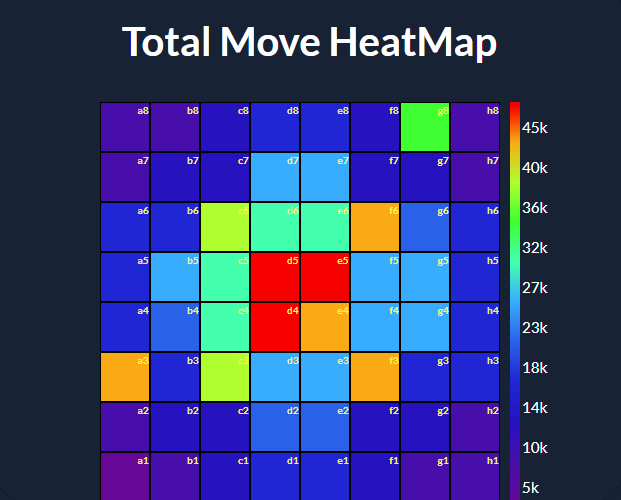 Total Move HeatMap
a8 b8 c8 d8 e8 f8 g8 h8
45k
a7 b7 c7 d7 e7 f7 g7 h7
40k
a6 b6 c6 d6 e6 f6 g6 h6
36k
32k
a5 b5 c5 d5 e5 f5 g5 h5
27k
a4 b4 c4 d4 e4 f4 g4 h4
23k
a3 b3 c3 d3 e3 f3 g3 h3
18k
a2 b2 c2 d2 e2 f2 g2 h2
14k
10k
a1 b1 c1 d1 e1 f1 g1 h1
5k